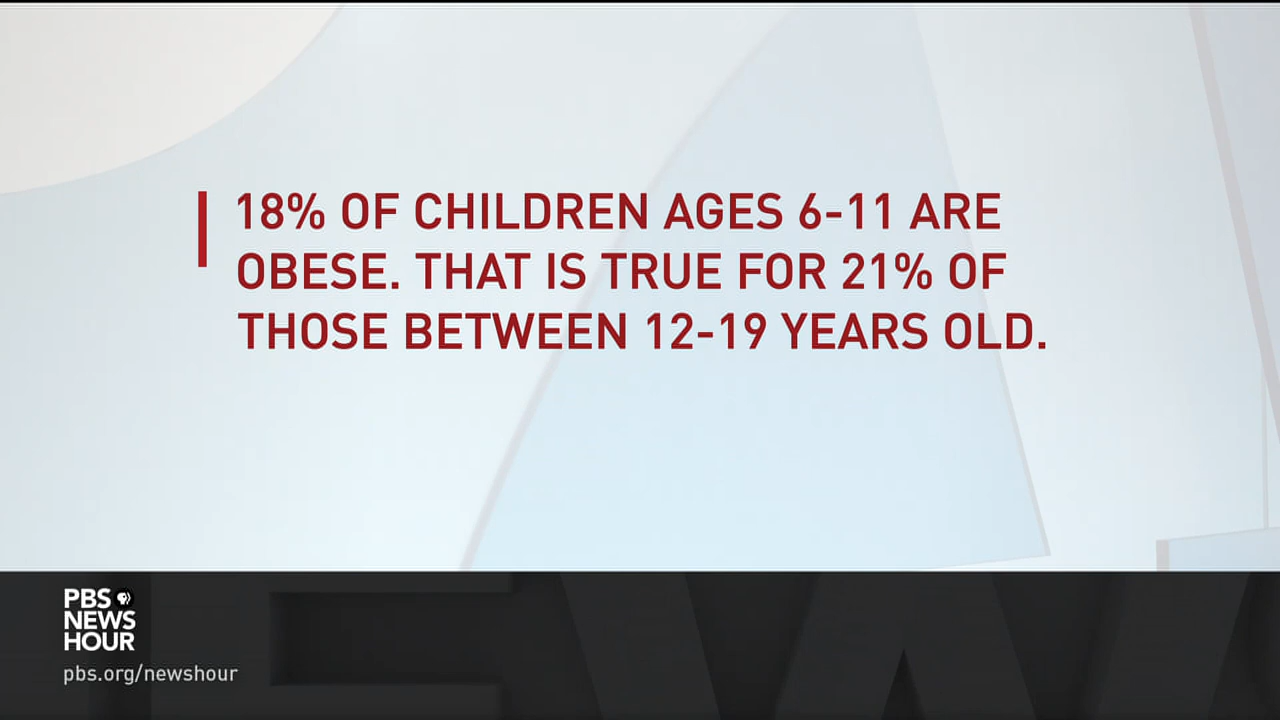 18% OF CHILDREN AGES 6-11 ARE
OBESE. THAT IS TRUE FOR 21% OF
THOSE BETWEEN 12-19 YEARS OLD.
PBS
NEWS
HOUR
pbs.org/newshour